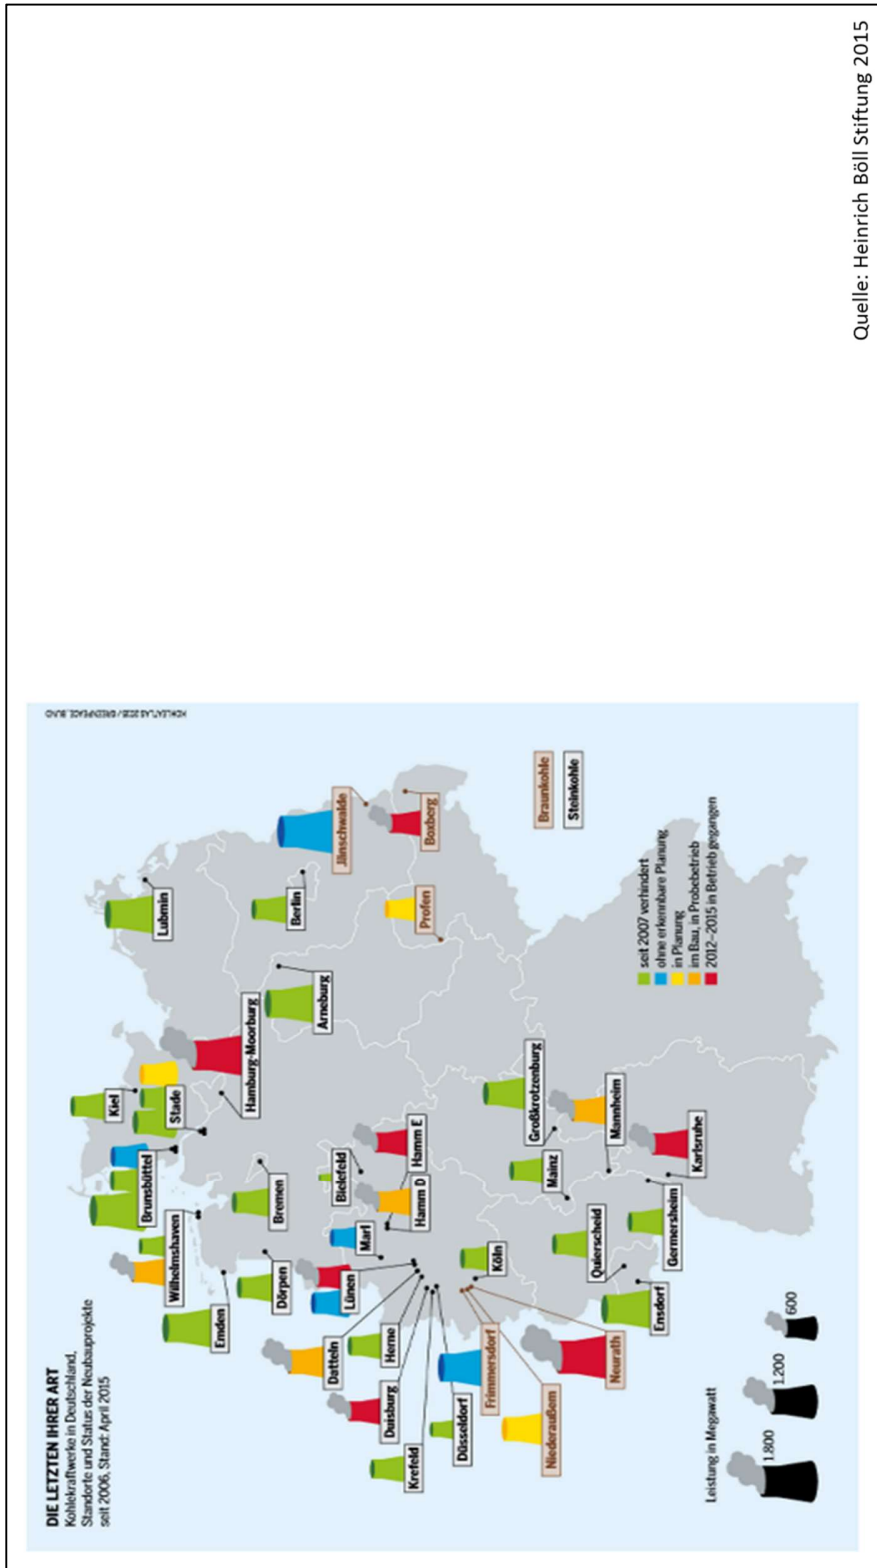 DIE LETZTEN IHRER ART
Kohlekraftwerke in Deutschland,
Standorte und Status der Neubauprojekte
seit 2006, Stand: April 2015
Kiel
Lubmin
Brunsbüttel
Stade
Wilhelmshaven
Hamburg-Moorburg
Emden
Bremen
Dörpen
Arneburg
Berlin
Bielefeld
Jänschwalde
Datteln
Lünen
Marl
Hamm D
Hamm E
Herne
Profen
Boxberg
Duisburg
Krefeld
Düsseldorf
Köln
Frimmersdorf
Niederaußem
Neurath
Großkrotzenburg
Mainz
Mannheim
Quierscheid
Germersheim
Karlsruhe
Ensdorf
Braunkohle
Steinkohle
seit 2007 verhindert
ohne erkennbare Planung
in Planung
im Bau, in Probebetrieb
2012–2015 in Betrieb gegangen
Leistung in Megawatt
1.800
1.200
600
KOHLEATLAS 2015 / GREENPEACE, BUND
Quelle: Heinrich Böll Stiftung 2015